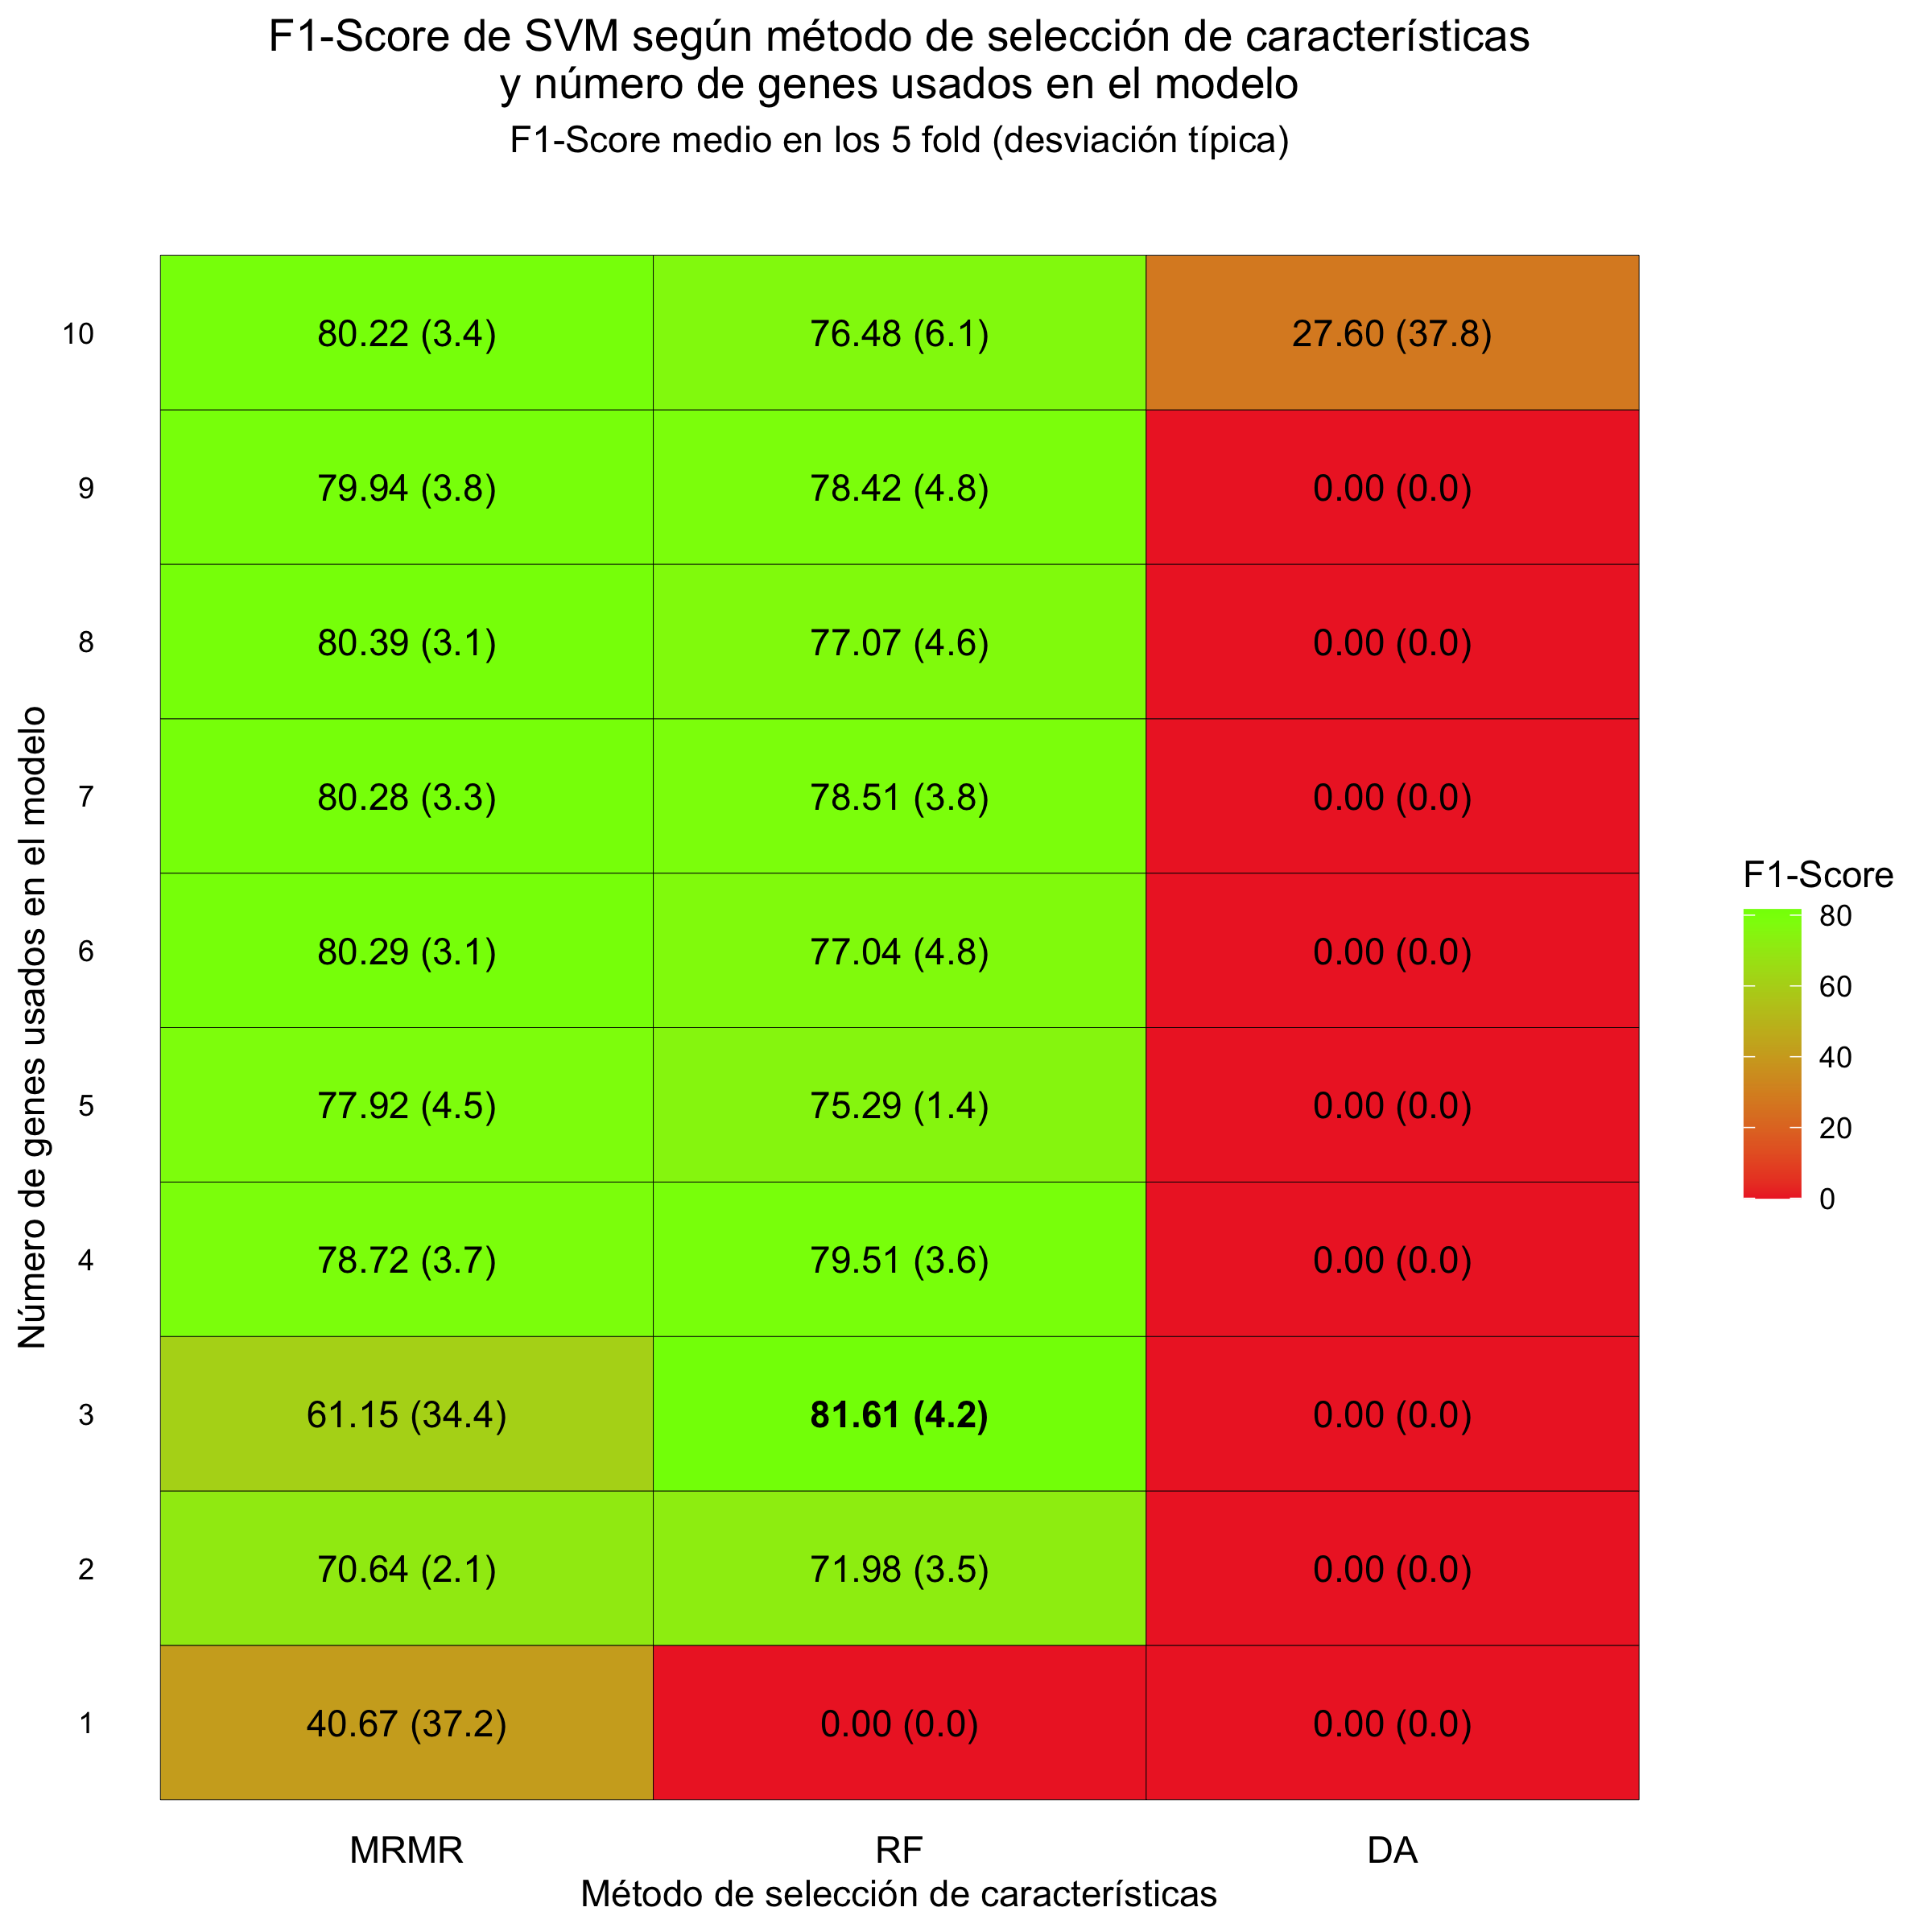 F1-Score de SVM según método de selección de características
y número de genes usados en el modelo
F1-Score medio en los 5 fold (desviación típica)
Número de genes usados en el modelo
10 80.22 (3.4) 76.48 (6.1) 27.60 (37.8)
9 79.94 (3.8) 78.42 (4.8) 0.00 (0.0)
8 80.39 (3.1) 77.07 (4.6) 0.00 (0.0)
7 80.28 (3.3) 78.51 (3.8) 0.00 (0.0)
6 80.29 (3.1) 77.04 (4.8) 0.00 (0.0)
5 77.92 (4.5) 75.29 (1.4) 0.00 (0.0)
4 78.72 (3.7) 79.51 (3.6) 0.00 (0.0)
3 61.15 (34.4) 81.61 (4.2) 0.00 (0.0)
2 70.64 (2.1) 71.98 (3.5) 0.00 (0.0)
1 40.67 (37.2) 0.00 (0.0) 0.00 (0.0)
MRMR RF DA
Método de selección de características
F1-Score
80
60
40
20
0